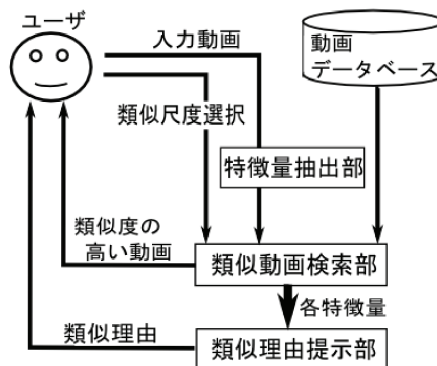 ユーザ
入力動画
動画
データベース
類似尺度選択
特徴量抽出部
類似度の
高い動画
類似動画検索部
各特徴量
類似理由
類似理由提示部